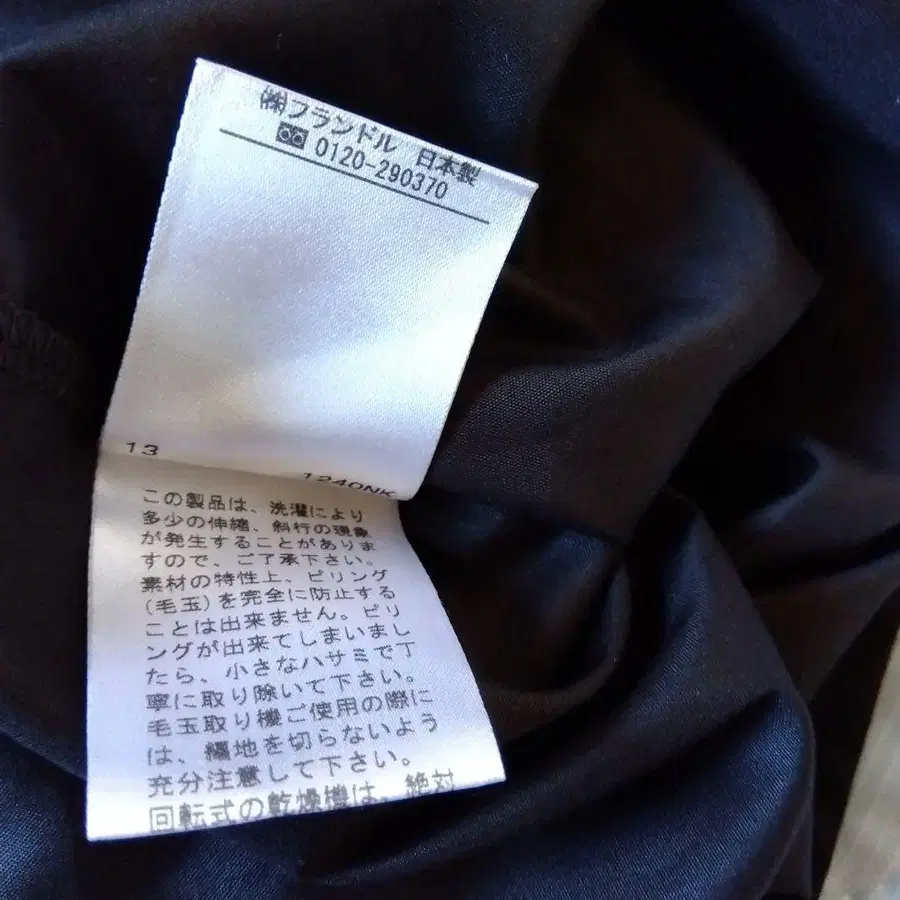 ㈱フランドル 日本製
0120-290370
13 1240NK
この製品は、洗濯により
多少の伸縮、斜行の現象
が発生することがありま
すので、ご了承下さい。
素材の特性上、ピリング
(毛玉)を完全に防止する
ことは出来ません。ピリ
ングが出来てしまいまし
たら、小さなハサミで丁
寧に取り除いて下さい。
毛玉取り機ご使用の際に
は、編地を切らないよう
充分注意して下さい。
回転式の乾燥機は、絶対